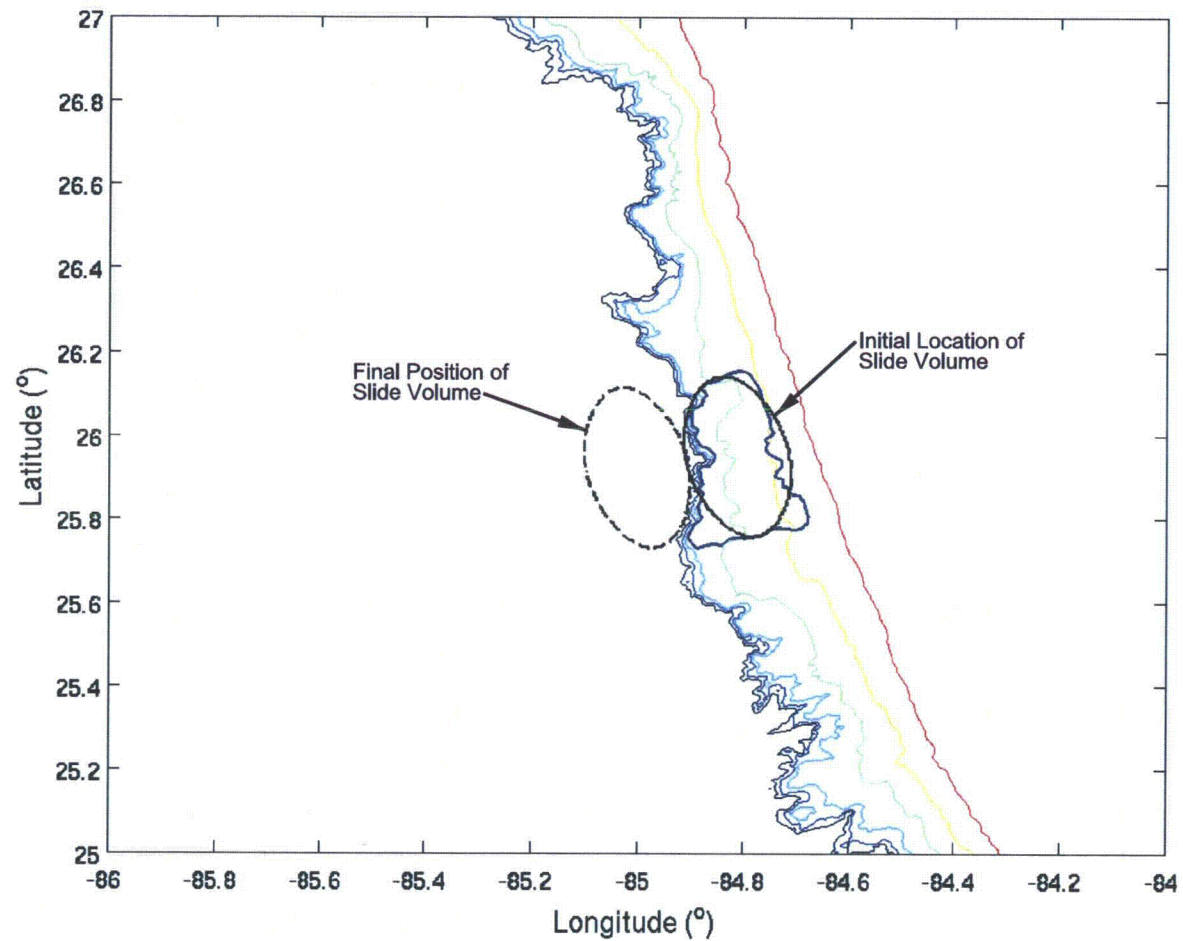 27
26.8
26.6
26.4
26.2
26
25.8
25.6
25.4
25.2
25
Latitude (o)
Final Position of
Slide Volume
Initial Location of
Slide Volume
-86 -85.8 -85.6 -85.4 -85.2 -85 -84.8 -84.6 -84.4 -84.2 -84
Longitude (o)